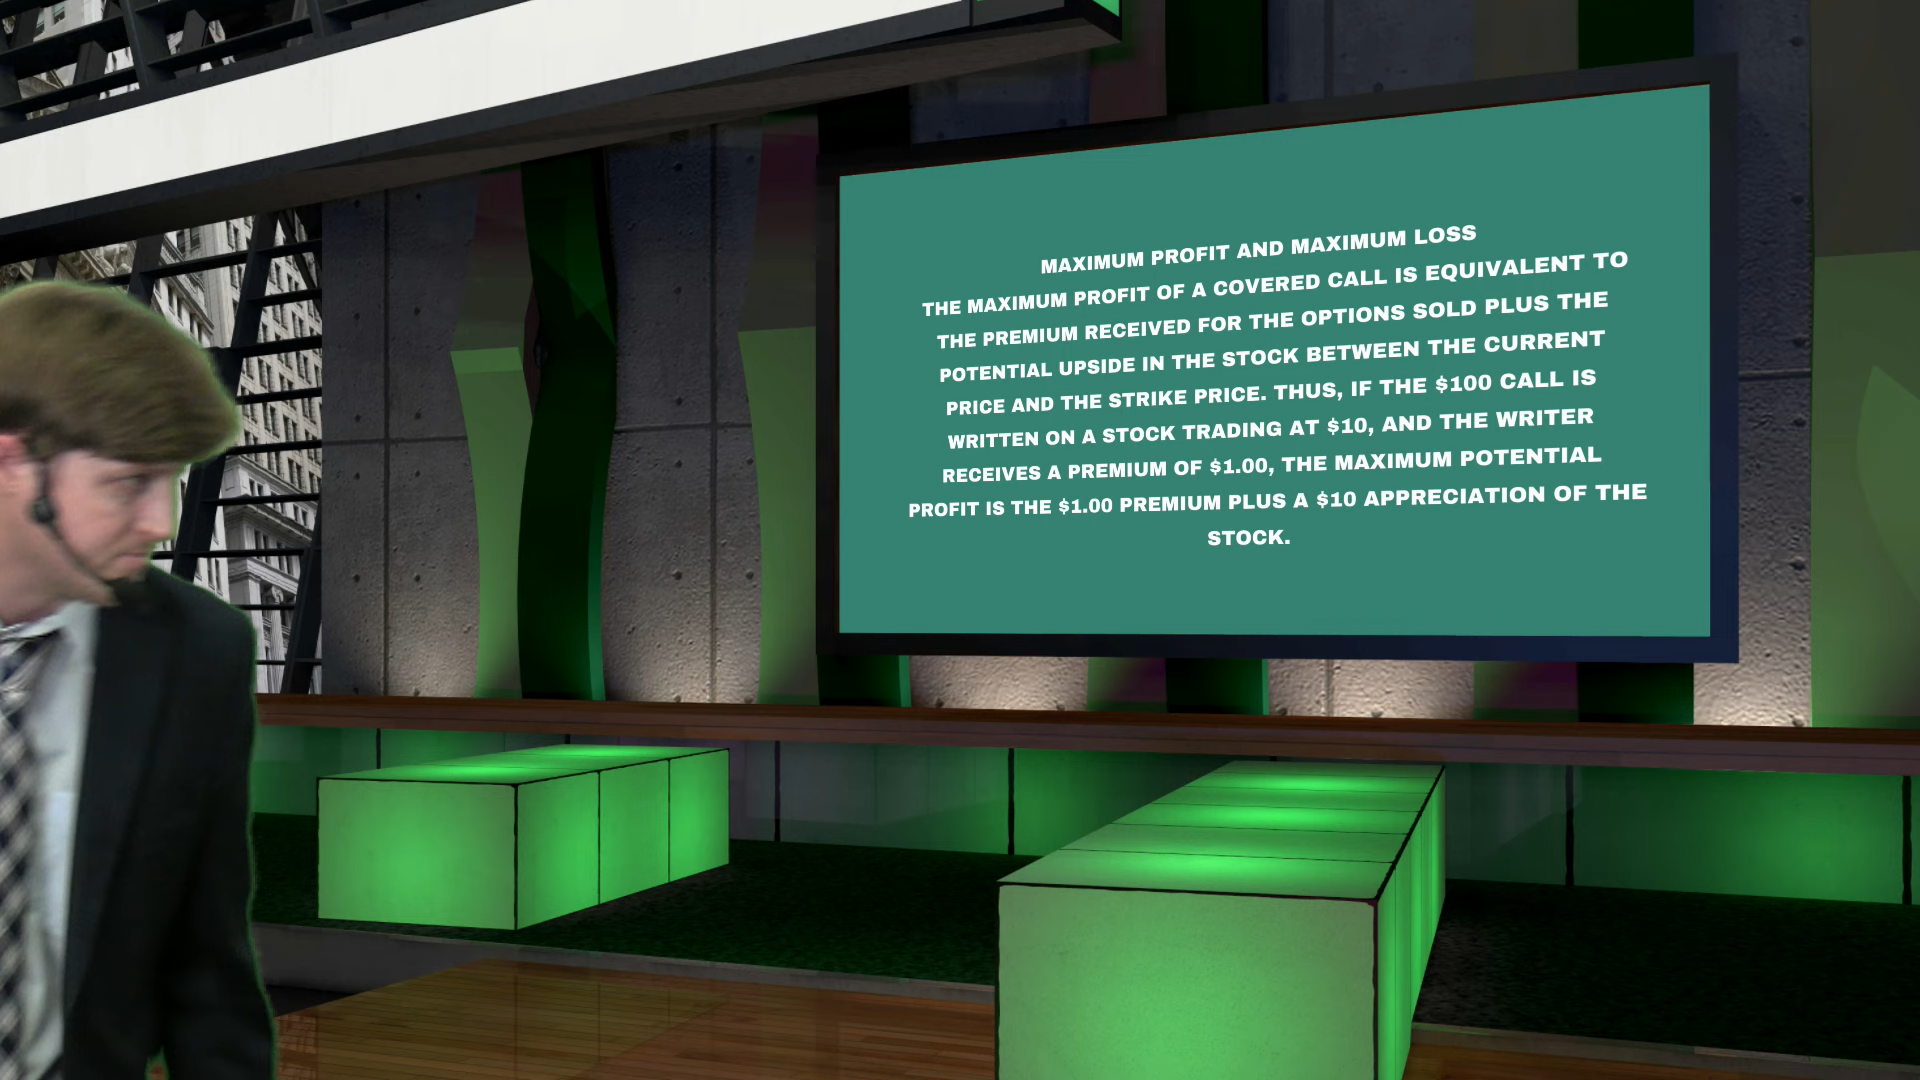 MAXIMUM PROFIT AND MAXIMUM LOSS
THE MAXIMUM PROFIT OF A COVERED CALL IS EQUIVALENT TO
THE PREMIUM RECEIVED FOR THE OPTIONS SOLD PLUS THE
POTENTIAL UPSIDE IN THE STOCK BETWEEN THE CURRENT
PRICE AND THE STRIKE PRICE. THUS, IF THE $100 CALL IS
WRITTEN ON A STOCK TRADING AT $10, AND THE WRITER
RECEIVES A PREMIUM OF $1.00, THE MAXIMUM POTENTIAL
PROFIT IS THE $1.00 PREMIUM PLUS A $10 APPRECIATION OF THE
STOCK.